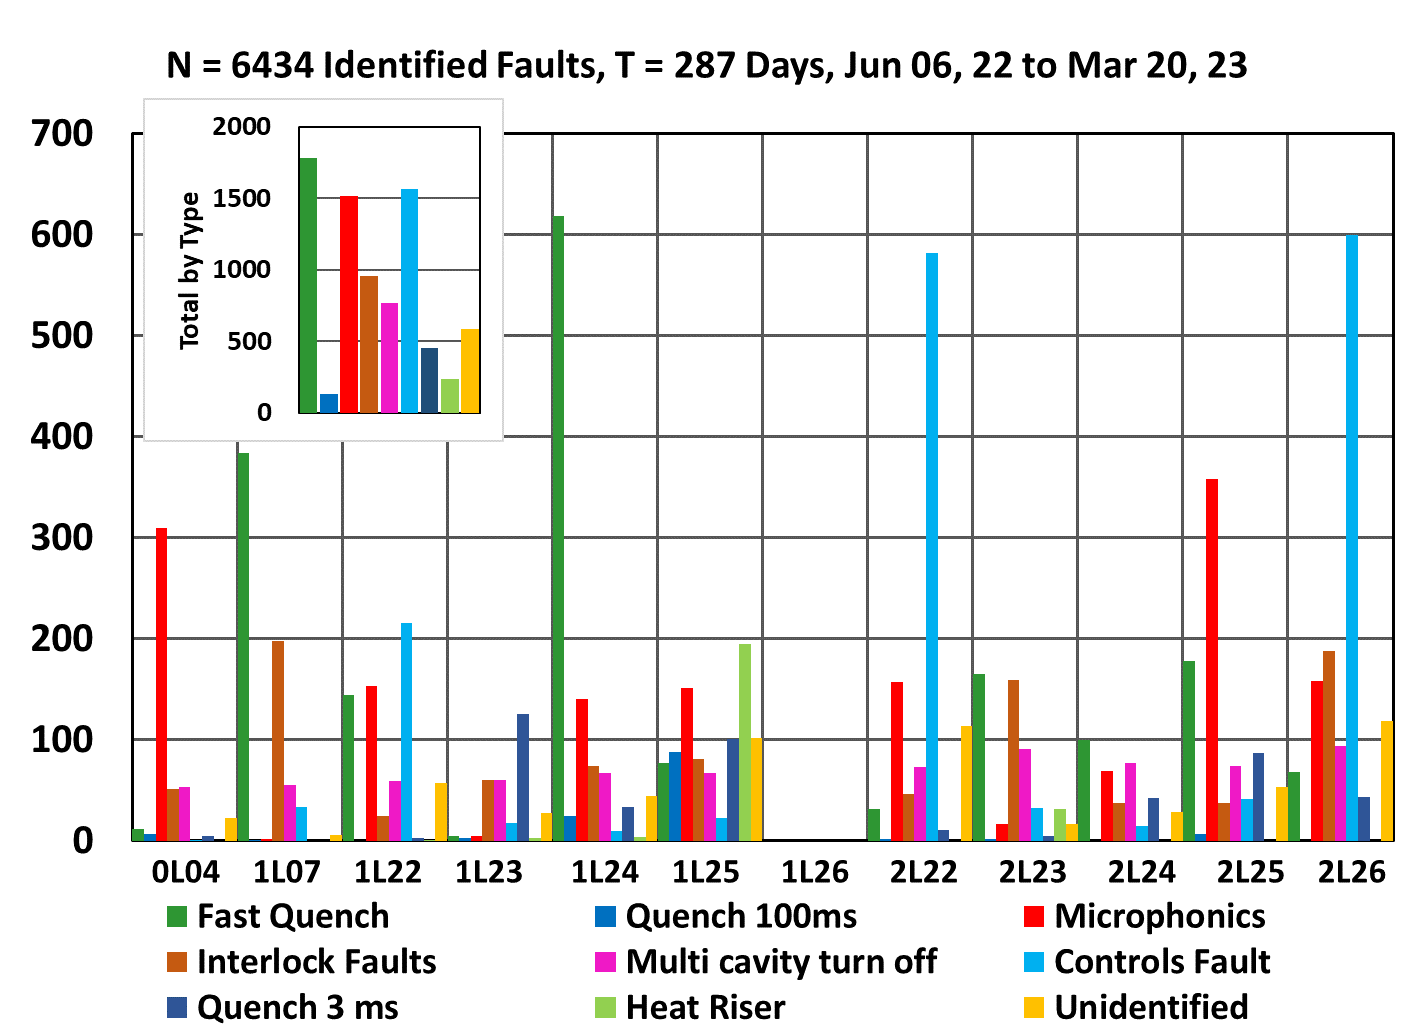 N = 6434 Identified Faults, T = 287 Days, Jun 06, 22 to Mar 20, 23
Total by Type
2000
1500
1000
500
0
700
600
500
400
300
200
100
0
0L04 1L07 1L22 1L23 1L24 1L25 1L26 2L22 2L23 2L24 2L25 2L26
Fast Quench Quench 100ms Microphonics
Interlock Faults Multi cavity turn off Controls Fault
Quench 3 ms Heat Riser Unidentified